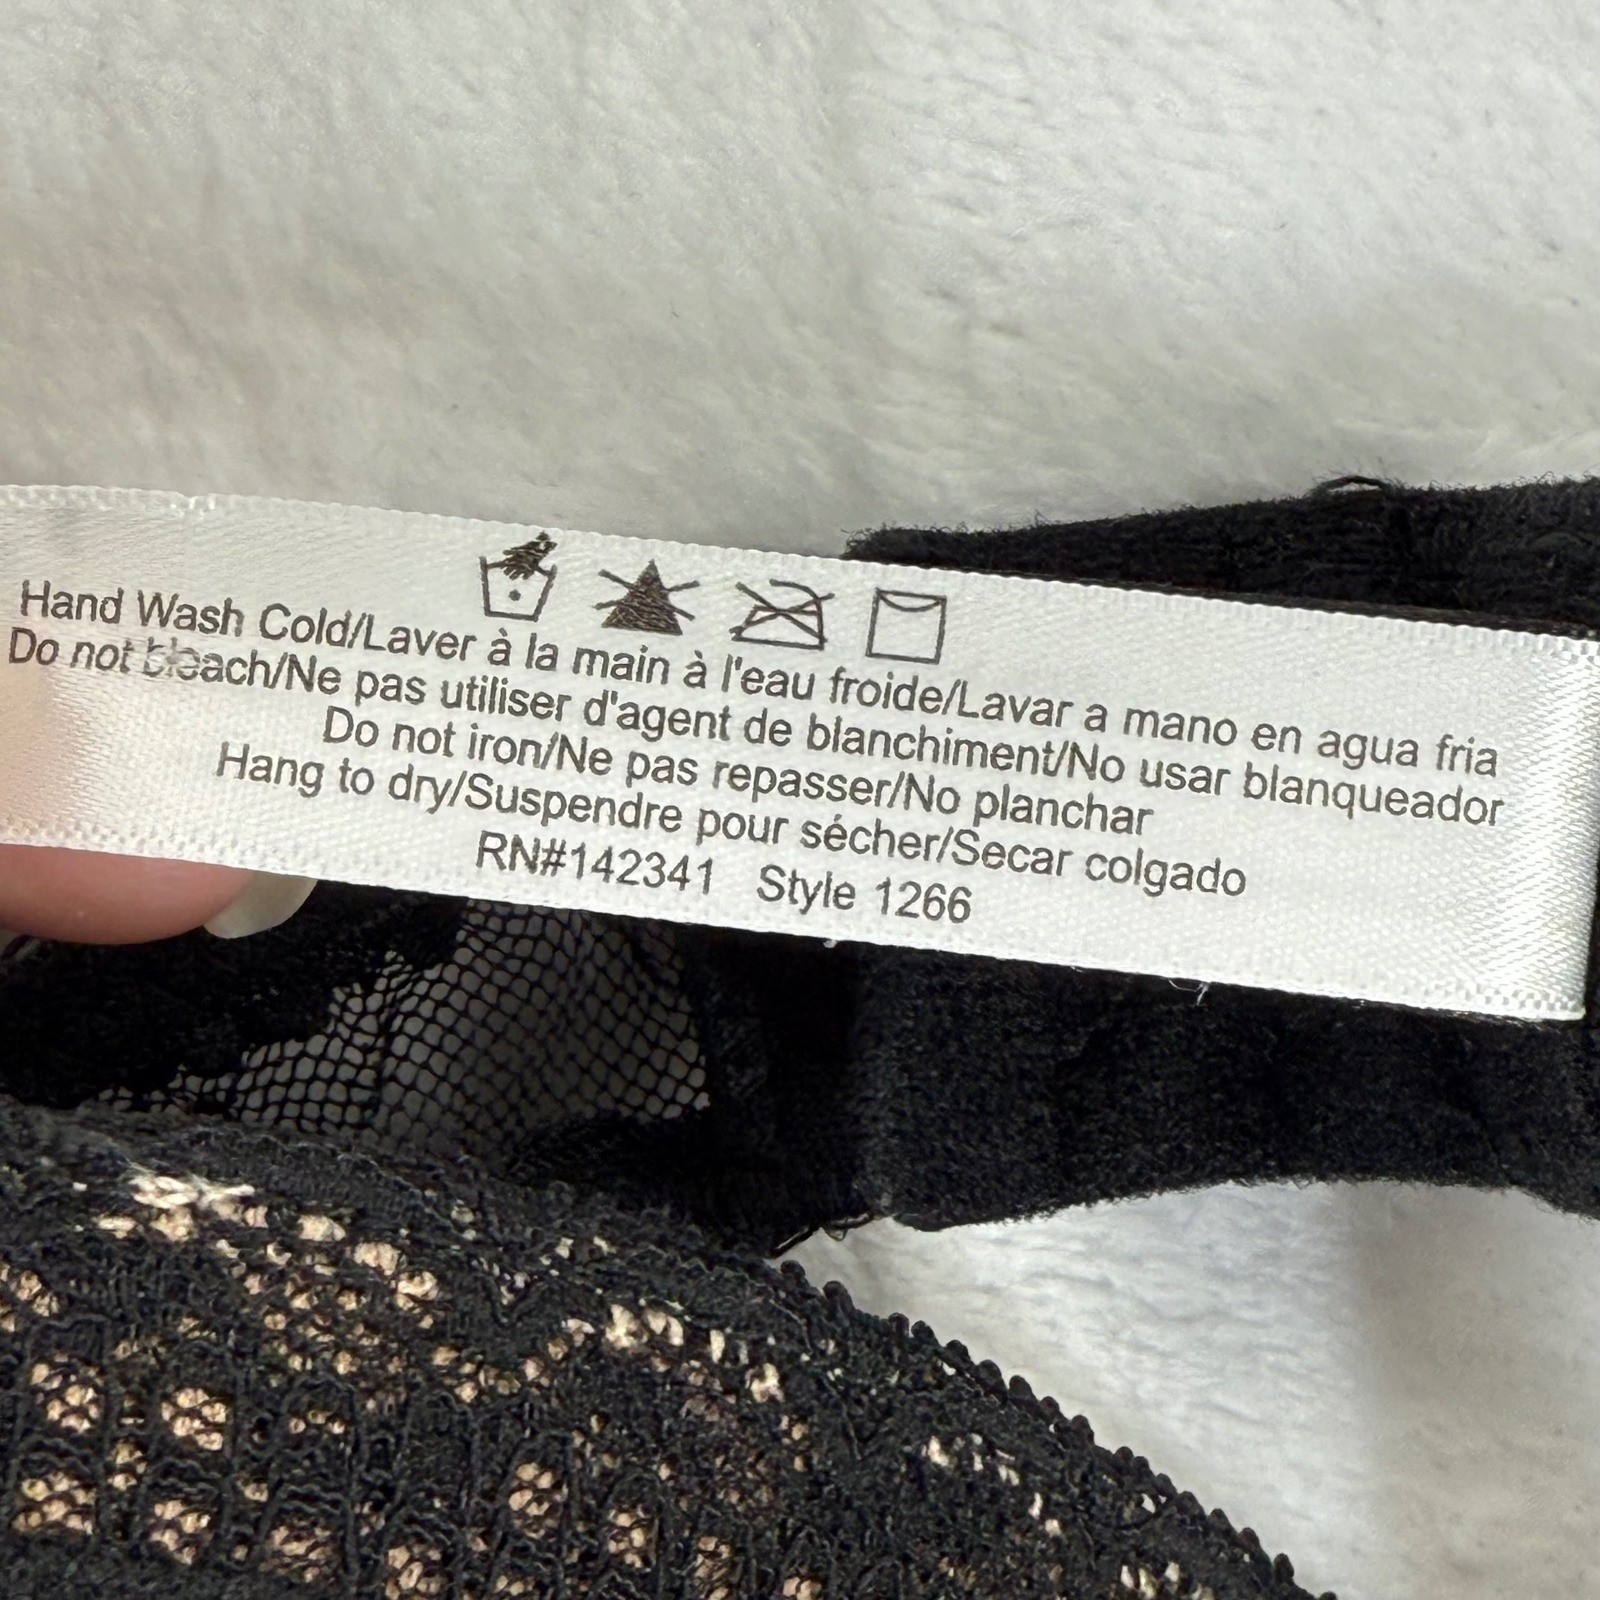 Hand Wash Cold/Laver à la main à l'eau froide/Lavar a mano en agua fria
Do not bleach/Ne pas utiliser d'agent de blanchiment/No usar blanqueador
Do not iron/Ne pas repasser/No planchar
Hang to dry/Suspendre pour sécher/Secar colgado
RN#142341 Style 1266